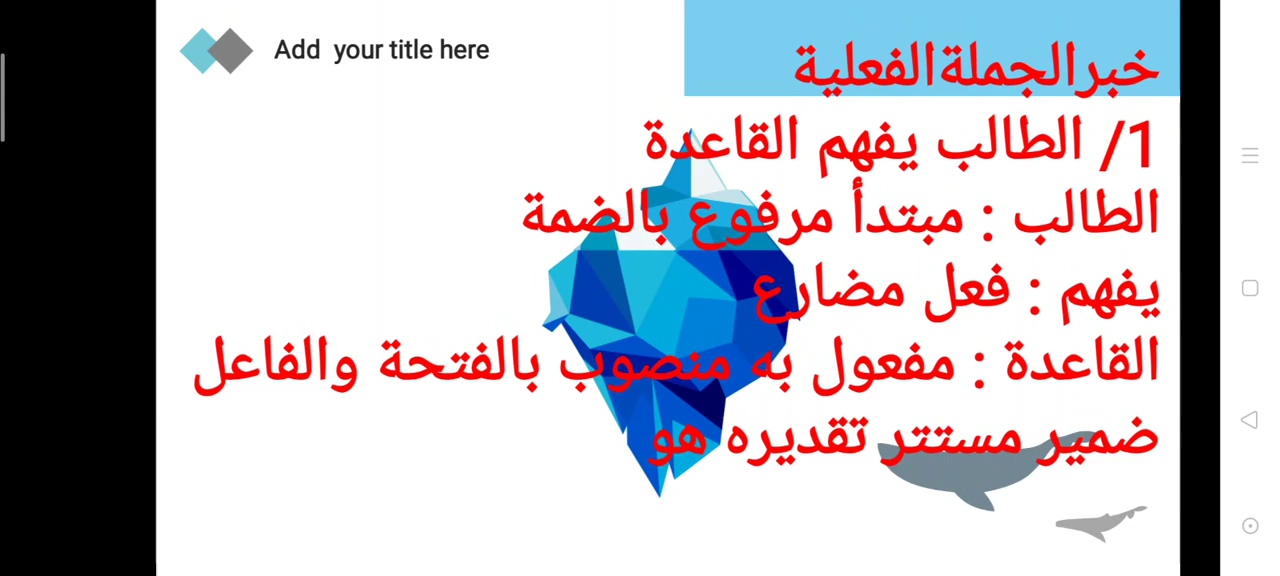 Add your title here
خبرالجملةالفعلية
1/ الطالب يفهم القاعدة
الطالب : مبتدأ مرفوع بالضمة
يفهم : فعل مضارع
القاعدة : مفعول به منصوب بالفتحة والفاعل
ضمير مستتر تقديره هو